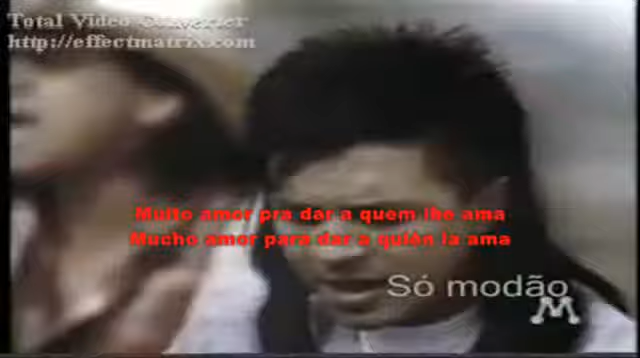 Total Video Converter
http://effectmatrix.com
Muito amor pra dar a quem lhe ama
Mucho amor para dar a quién la ama
Só modão
M